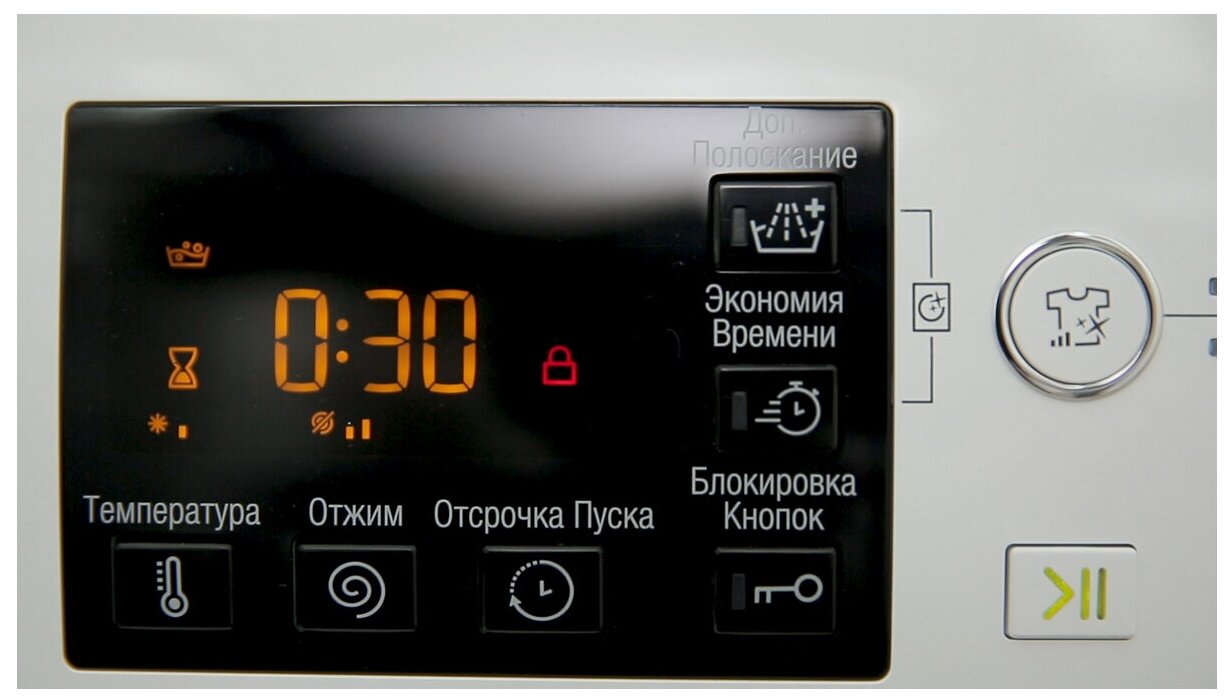 Доп.
Полоскание
0:30
Экономия
Времени
Блокировка
Кнопок
Температура
Отжим
Отсрочка Пуска